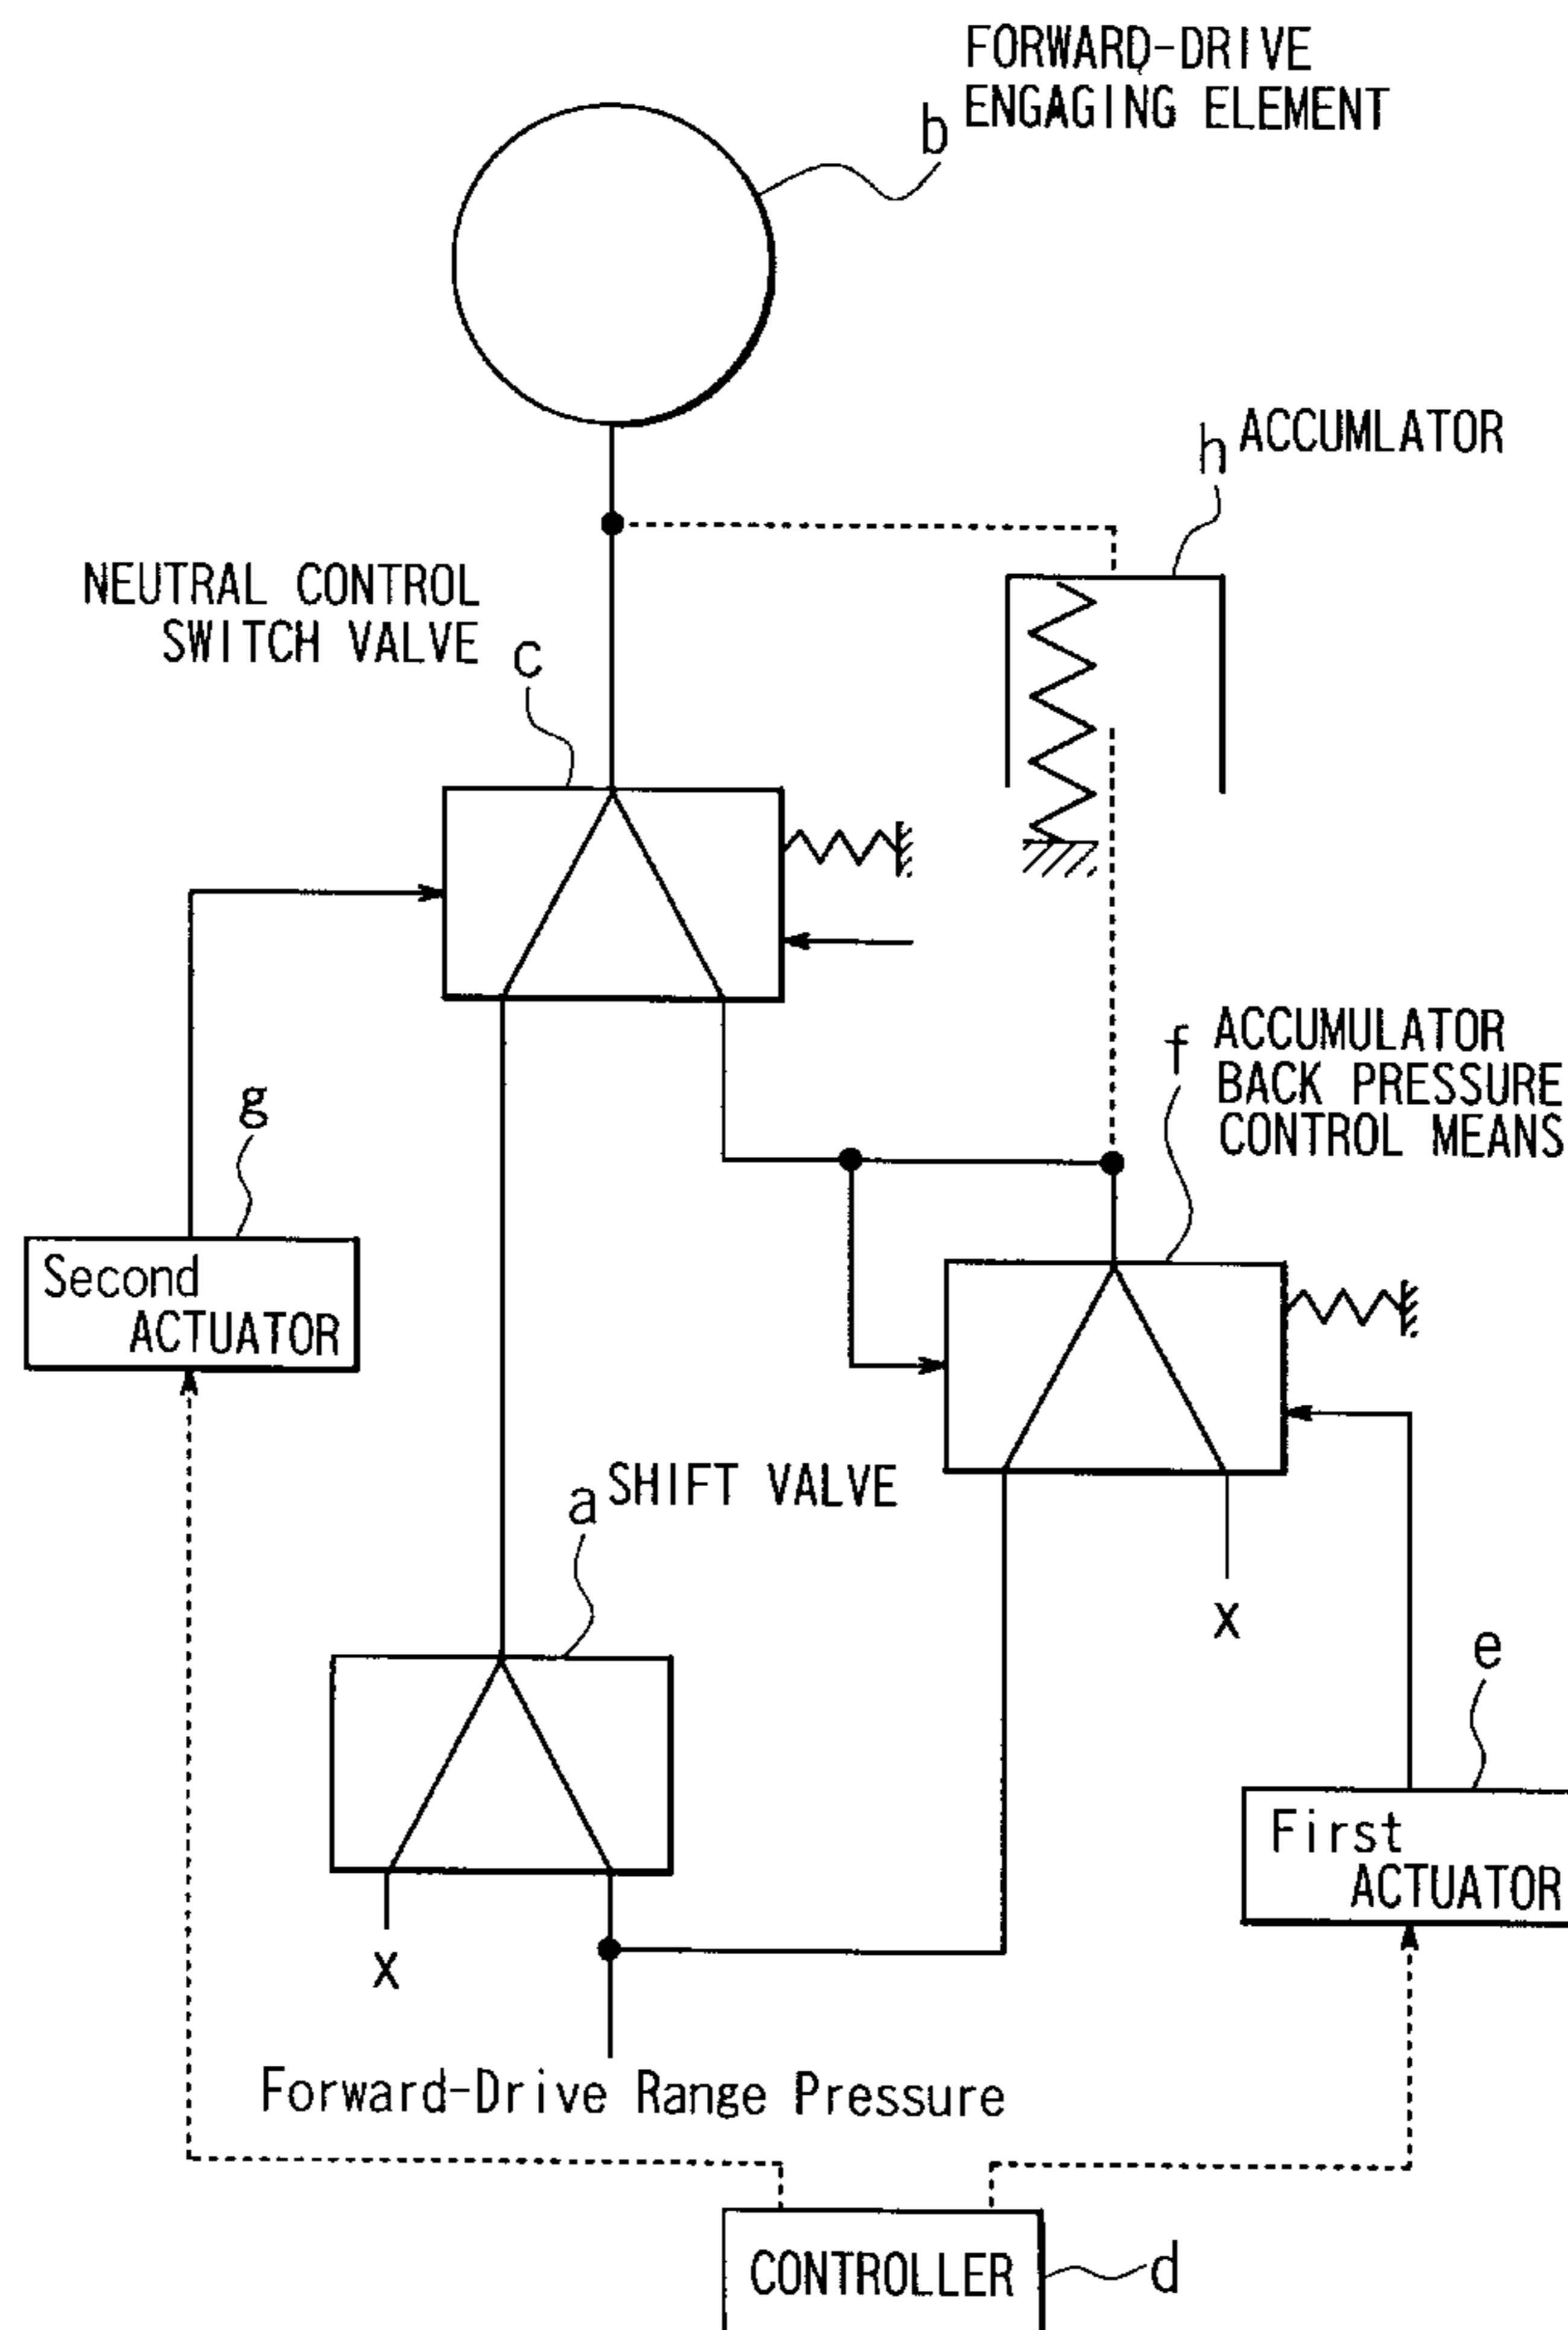 FORWARD-DRIVE
b ENGAGING ELEMENT
h ACCUMLATOR
NEUTRAL CONTROL
SWITCH VALVE c
f ACCUMULATOR
BACK PRESSURE
CONTROL MEANS
g
Second
ACTUATOR
a SHIFT VALVE
x
e
First
ACTUATOR
x
Forward-Drive Range Pressure
CONTROLLER d